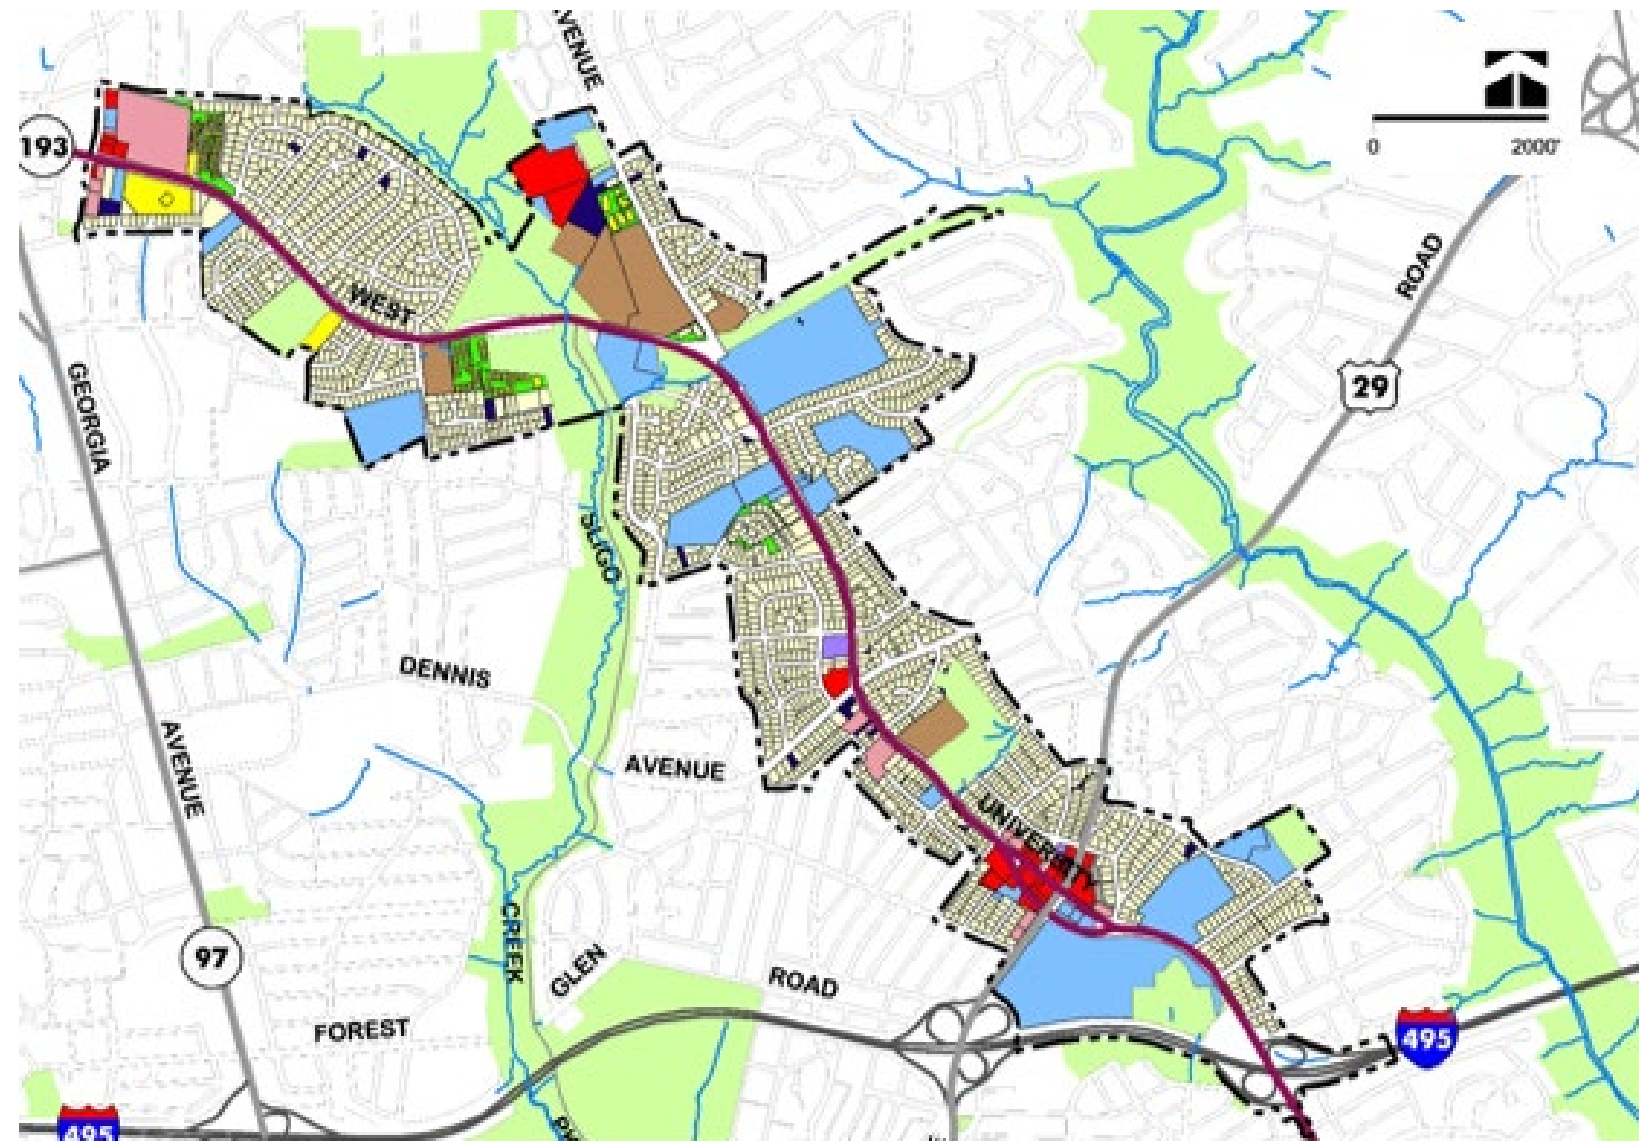 AVENUE
193
0 2000'
ROAD
WEST
GEORGIA
29
SLIGO
DENNIS
AVENUE
AVENUE
UNIVERSITY
CREEK
GLEN
97
ROAD
FOREST
495
495